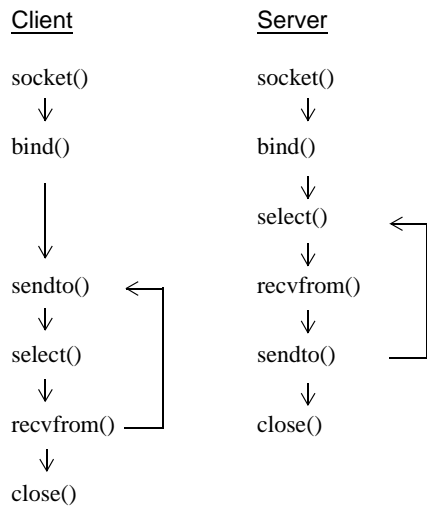 Client
socket()
bind()
sendto()
select()
recvfrom()
close()
Server
socket()
bind()
select()
recvfrom()
sendto()
close()